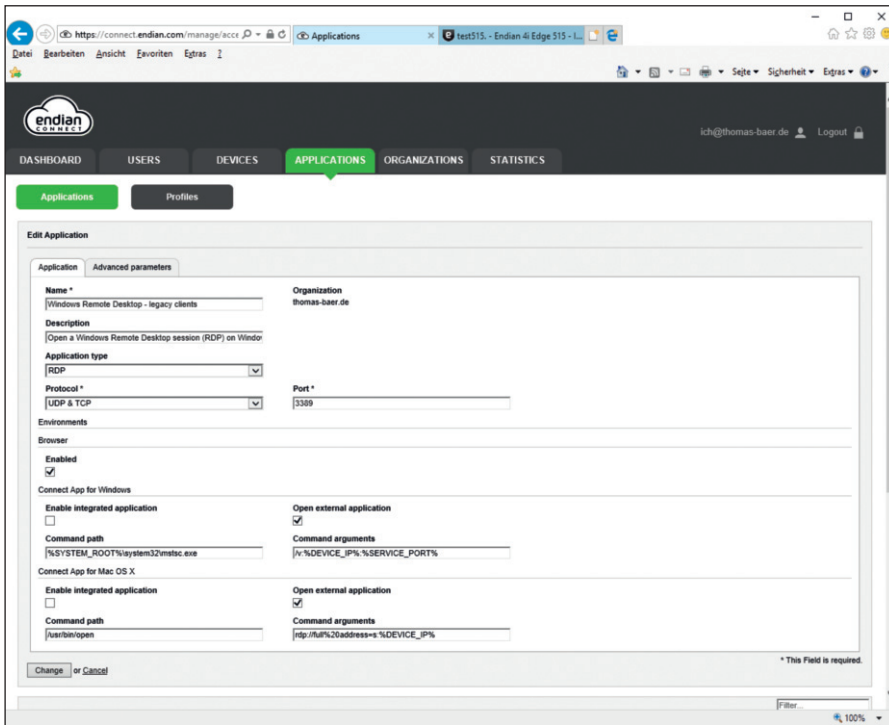 https://connect.endian.com/manage/acce
Applications
test515. - Endian 4i Edge 515 - I...
Datei Bearbeiten Ansicht Favoriten Extras ?
Seite Sicherheit Extras
endian
CONNECT
ich@thomas-baer.de Logout
DASHBOARD USERS DEVICES APPLICATIONS ORGANIZATIONS STATISTICS
Applications Profiles
Edit Application
Application Advanced parameters
Name * Organization
Windows Remote Desktop - legacy clients thomas-baer.de
Description
Open a Windows Remote Desktop session (RDP) on Window
Application type
RDP
Protocol * Port *
UDP & TCP 3389
Environments
Browser
Enabled
Connect App for Windows
Enable integrated application Open external application
Command path Command arguments
%SYSTEM_ROOT%\system32\mstsc.exe /v:%DEVICE_IP%:%SERVICE_PORT%
Connect App for Mac OS X
Enable integrated application Open external application
Command path Command arguments
/usr/bin/open rdp://full%20address=s:%DEVICE_IP%
* This Field is required.
Change or Cancel
Filter...
100%